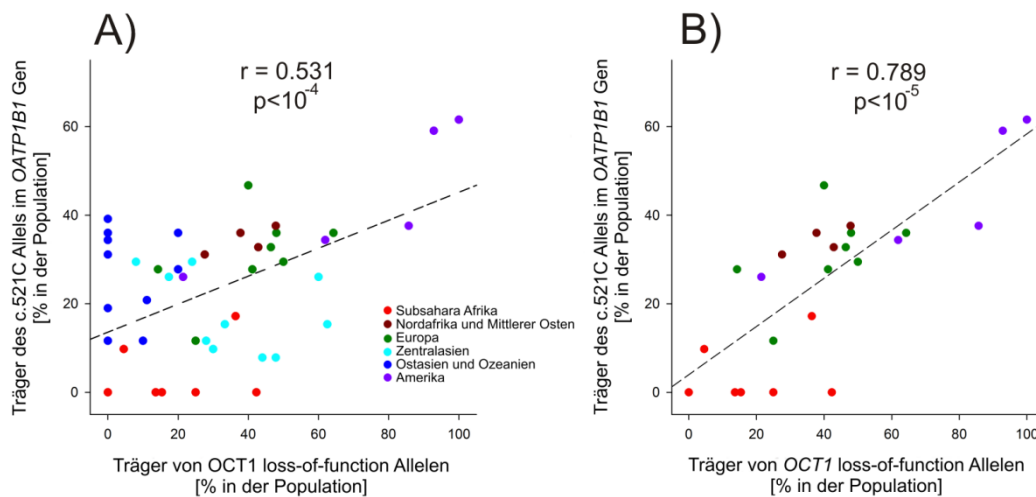 A)
r = 0.531
p<10⁻⁴
Träger des c.521C Allels im OATP1B1 Gen
[% in der Population]
60
40
20
0
0 20 40 60 80 100
Träger von OCT1 loss-of-function Allelen
[% in der Population]
Subsahara Afrika
Nordafrika und Mittlerer Osten
Europa
Zentralasien
Ostasien und Ozeanien
Amerika
B)
r = 0.789
p<10⁻⁵
Träger des c.521C Allels im OATP1B1 Gen
[% in der Population]
60
40
20
0
0 20 40 60 80 100
Träger von OCT1 loss-of-function Allelen
[% in der Population]